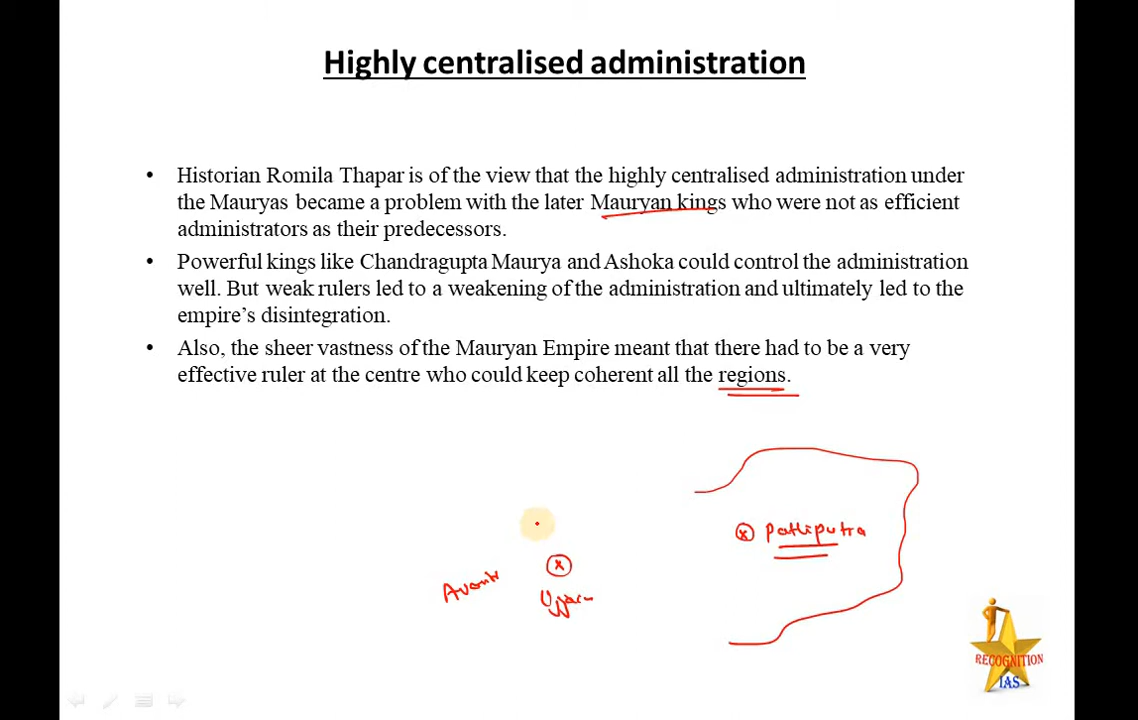 Highly centralised administration
• Historian Romila Thapar is of the view that the highly centralised administration under
the Mauryas became a problem with the later Mauryan kings who were not as efficient
administrators as their predecessors.
• Powerful kings like Chandragupta Maurya and Ashoka could control the administration
well. But weak rulers led to a weakening of the administration and ultimately led to the
empire's disintegration.
• Also, the sheer vastness of the Mauryan Empire meant that there had to be a very
effective ruler at the centre who could keep coherent all the regions.
Patliputra
RECOGNITION
IAS